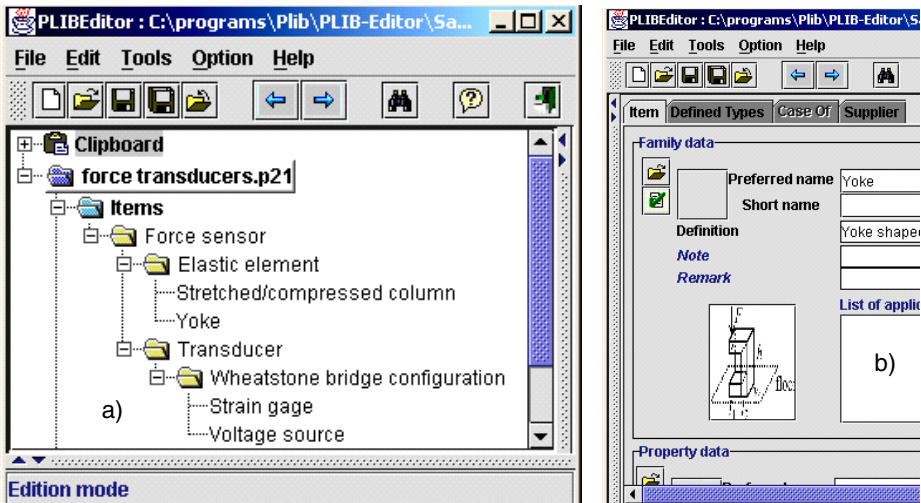 PLIBEditor : C:\programs\Plib\PLIB-Editor\Sa...
File Edit Tools Option Help
Clipboard
force transducers.p21
Items
Force sensor
Elastic element
Stretched/compressed column
Yoke
Transducer
Wheatstone bridge configuration
Strain gage
Voltage source
a)
Edition mode
PLIBEditor : C:\programs\Plib\PLIB-Editor\S
File Edit Tools Option Help
Item Defined Types Case Of Supplier
Family data
Preferred name Yoke
Short name
Definition Yoke shaped
Note
Remark
List of applic
F
h
floc
b)
Property data